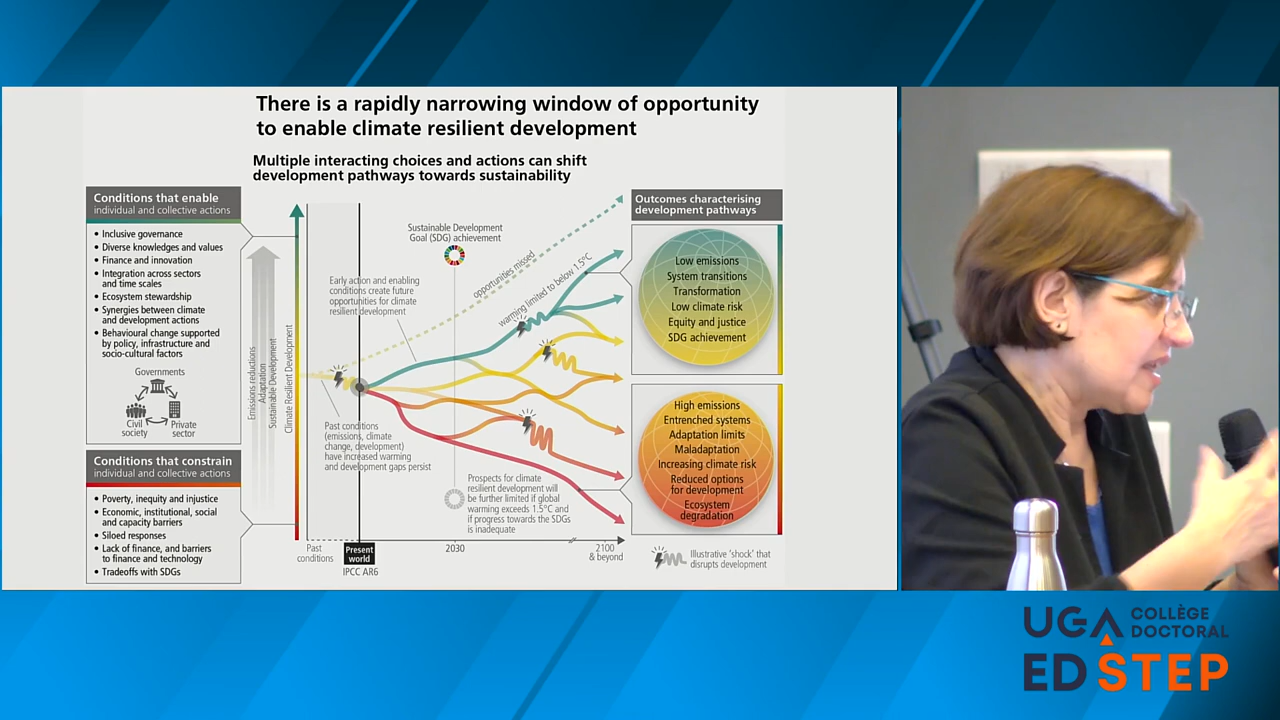 There is a rapidly narrowing window of opportunity
to enable climate resilient development
Multiple interacting choices and actions can shift
development pathways towards sustainability
Conditions that enable
individual and collective actions
• Inclusive governance
• Diverse knowledges and values
• Finance and innovation
• Integration across sectors
and time scales
• Ecosystem stewardship
• Synergies between climate
and development actions
• Behavioural change supported
by policy, infrastructure and
socio-cultural factors
Governments
Civil
society
Private
sector
Conditions that constrain
individual and collective actions
• Poverty, inequity and injustice
• Economic, institutional, social
and capacity barriers
• Siloed responses
• Lack of finance, and barriers
to finance and technology
• Tradeoffs with SDGs
Emissions reductions
Adaptation
Sustainable Development
Climate Resilient Development
Sustainable Development
Goal (SDG) achievement
Early action and enabling
conditions create future
opportunities for climate
resilient development
opportunities missed
warming limited to below 1.5°C
Past conditions
(emissions, climate
change, development)
have increased warming
and development gaps persist
Prospects for climate
resilient development will
be further limited if global
warming exceeds 1.5°C and
if progress towards the SDGs
is inadequate
Past
conditions
Present
world
IPCC AR6
2030
2100
& beyond
Outcomes characterising
development pathways
Low emissions
System transitions
Transformation
Low climate risk
Equity and justice
SDG achievement
High emissions
Entrenched systems
Adaptation limits
Maladaptation
Increasing climate risk
Reduced options
for development
Ecosystem
degradation
Illustrative 'shock' that
disrupts development
UGA COLLÈGE
DOCTORAL
ED STEP